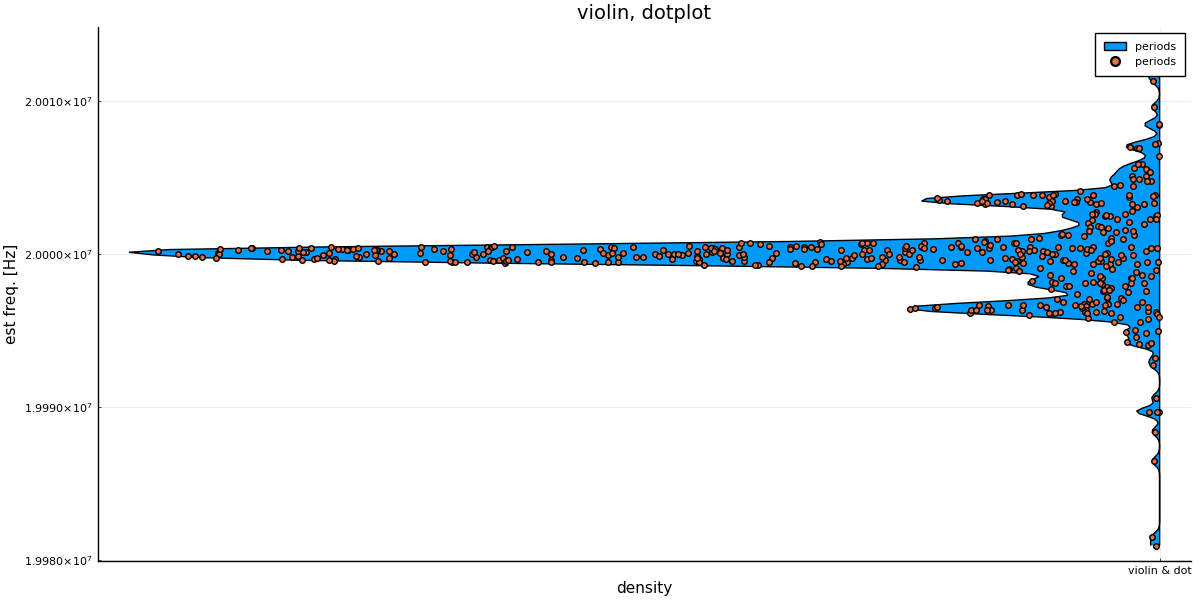 violin, dotplot
periods
periods
2.0010×10⁷
2.0000×10⁷
1.9990×10⁷
1.9980×10⁷
est freq. [Hz]
violin & dot
density